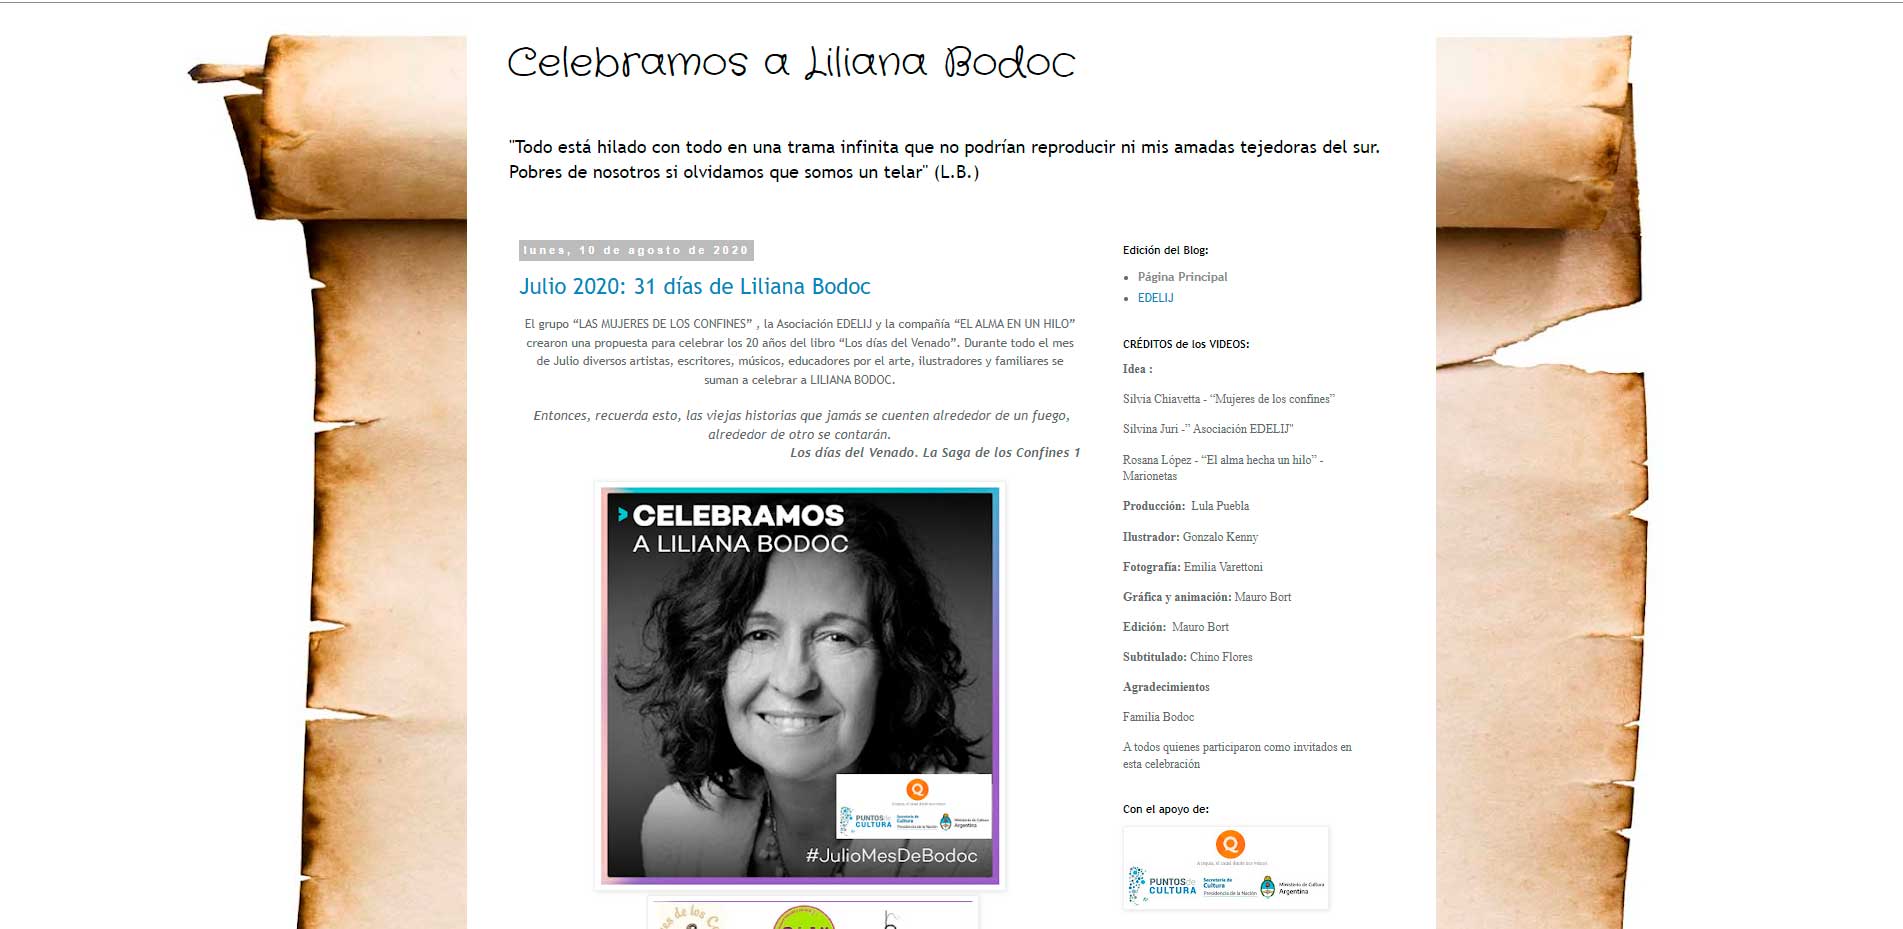 Celebramos a Liliana Bodoc
"Todo está hilado con todo en una trama infinita que no podrían reproducir ni mis amadas tejedoras del sur.
Pobres de nosotros si olvidamos que somos un telar" (L.B.)
lunes, 10 de agosto de 2020
Julio 2020: 31 días de Liliana Bodoc
El grupo “LAS MUJERES DE LOS CONFINES” , la Asociación EDELIJ y la compañía “EL ALMA EN UN HILO”
crearon una propuesta para celebrar los 20 años del libro “Los días del Venado”. Durante todo el mes
de Julio diversos artistas, escritores, músicos, educadores por el arte, ilustradores y familiares se
suman a celebrar a LILIANA BODOC.
Entonces, recuerda esto, las viejas historias que jamás se cuenten alrededor de un fuego,
alrededor de otro se contarán.
Los días del Venado. La Saga de los Confines 1
CELEBRAMOS
A LILIANA BODOC
Q
PUNTOS de
CULTURA
Secretaría de
Cultura
Presidencia de la Nación
Ministerio de Cultura
Argentina
#JulioMesDeBodoc
Edición del Blog:
Página Principal
EDELIJ
CRÉDITOS de los VIDEOS:
Idea :
Silvia Chiavetta - “Mujeres de los confines”
Silvina Juri -” Asociación EDELIJ"
Rosana López - “El alma hecha un hilo” -
Marionetas
Producción: Lula Puebla
Ilustrador: Gonzalo Kenny
Fotografía: Emilia Varettoni
Gráfica y animación: Mauro Bort
Edición: Mauro Bort
Subtitulado: Chino Flores
Agradecimientos
Familia Bodoc
A todos quienes participaron como invitados en
esta celebración
Con el apoyo de:
Q
PUNTOS de
CULTURA
Secretaría de
Cultura
Presidencia de la Nación
Ministerio de Cultura
Argentina